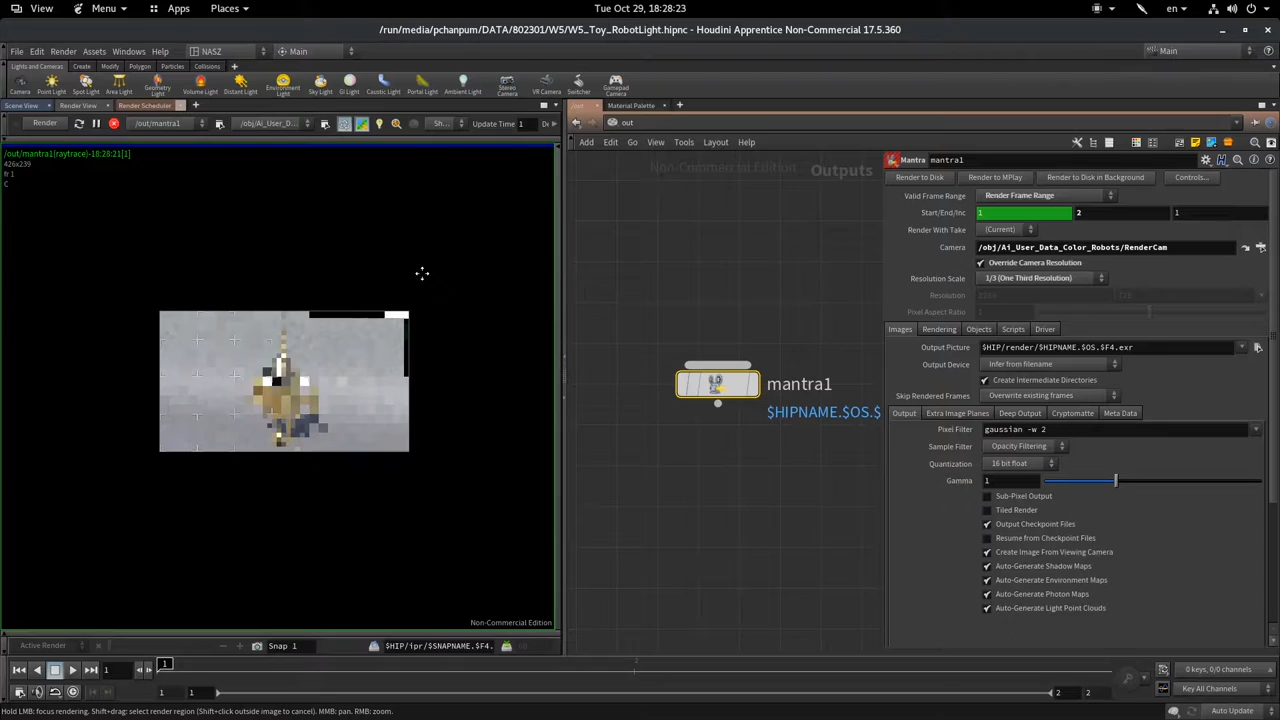 View Menu Apps Places Tue Oct 29, 18:28:23 en
/run/media/pchanpum/DATA/802301/W5/W5_Toy_RobotLight.hipnc - Houdini Apprentice Non-Commercial 17.5.360
File Edit Render Assets Windows Help NASZ Main Main
Lights and Cameras Create Modify Polygon Particles Collisions
Camera Point Light Spot Light Area Light Geometry Light Volume Light Distant Light Environment Light Sky Light GI Light Caustic Light Portal Light Ambient Light Stereo Camera VR Camera Switcher Gamepad Camera
Scene View Render View Render Scheduler /out Material Palette
Render /out/mantra1 /obj/Ai_User_D... Sh... Update Time 1 out
/out/mantra1(raytrace)-18:28:21[1]
426x239
fr 1
C
Add Edit Go View Tools Layout Help
Non-Commercial Edition Outputs
mantra1
$HIPNAME.$OS.$
Mantra mantra1
Render to Disk Render to MPlay Render to Disk in Background Controls...
Valid Frame Range Render Frame Range
Start/End/Inc 1 2 1
Render With Take (Current)
Camera /obj/Ai_User_Data_Color_Robots/RenderCam
Override Camera Resolution
Resolution Scale 1/3 (One Third Resolution)
Resolution
Pixel Aspect Ratio
Images Rendering Objects Scripts Driver
Output Picture $HIP/render/$HIPNAME.$OS.$F4.exr
Output Device Infer from filename
Create Intermediate Directories
Skip Rendered Frames Overwrite existing frames
Output Extra Image Planes Deep Output Cryptomatte Meta Data
Pixel Filter gaussian -w 2
Sample Filter Opacity Filtering
Quantization 16 bit float
Gamma 1
Sub-Pixel Output
Tiled Render
Output Checkpoint Files
Resume from Checkpoint Files
Create Image From Viewing Camera
Auto-Generate Shadow Maps
Auto-Generate Environment Maps
Auto-Generate Photon Maps
Auto-Generate Light Point Clouds
Non-Commercial Edition
Active Render Snap 1 $HIP/ipr/$SNAPNAME.$F4.
1 1 2 0 keys, 0/0 channels
1 1 2 2 Key All Channels
Hold LMB: focus rendering. Shift+drag: select render region (Shift+click outside image to cancel). MMB: pan. RMB: zoom. Auto Update